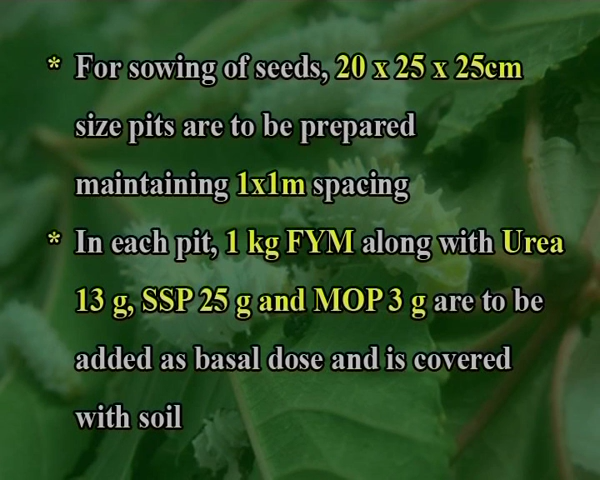 * For sowing of seeds, 20 x 25 x 25cm
size pits are to be prepared
maintaining 1x1m spacing
* In each pit, 1 kg FYM along with Urea
13 g, SSP 25 g and MOP 3 g are to be
added as basal dose and is covered
with soil